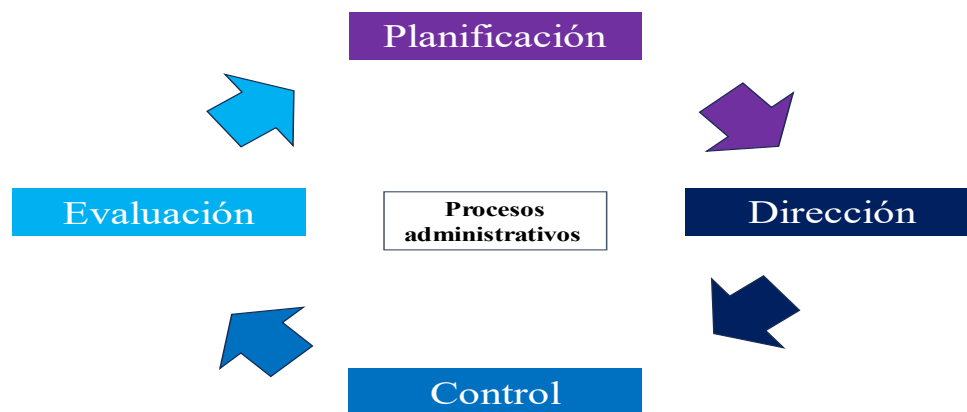 Planificación
Evaluación
Procesos
administrativos
Dirección
Control